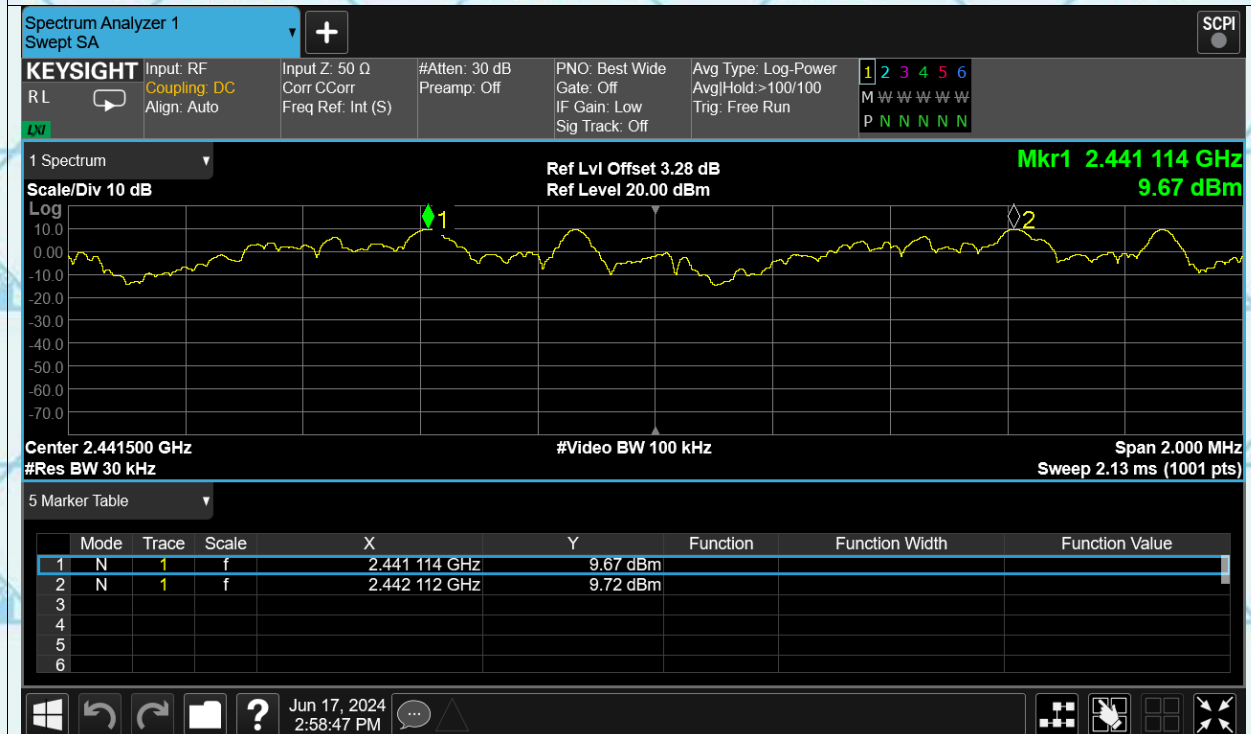 Spectrum Analyzer 1
Swept SA
+
SCPI
KEYSIGHT
RL
LXI
Input: RF
Coupling: DC
Align: Auto
Input Z: 50 Ω
Corr CCorr
Freq Ref: Int (S)
#Atten: 30 dB
Preamp: Off
PNO: Best Wide
Gate: Off
IF Gain: Low
Sig Track: Off
Avg Type: Log-Power
Avg|Hold:>100/100
Trig: Free Run
1 2 3 4 5 6
M W W W W W W
P N N N N N N
1 Spectrum
Scale/Div 10 dB
Ref Lvl Offset 3.28 dB
Ref Level 20.00 dBm
Mkr1 2.441 114 GHz
9.67 dBm
Log
10.0
0.00
-10.0
-20.0
-30.0
-40.0
-50.0
-60.0
-70.0
1
2
Center 2.441500 GHz
#Res BW 30 kHz
#Video BW 100 kHz
Span 2.000 MHz
Sweep 2.13 ms (1001 pts)
5 Marker Table
Mode Trace Scale X Y Function Function Width Function Value
1 N 1 f 2.441 114 GHz 9.67 dBm
2 N 1 f 2.442 112 GHz 9.72 dBm
3
4
5
6
?
Jun 17, 2024
2:58:47 PM